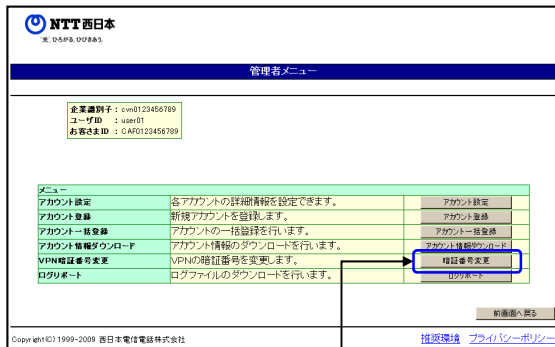 NTT西日本
光、ひろがる、ひびきあう。
管理者メニュー
企業識別子：cvn0123456789
ユーザID ：user01
お客さまID：CAF0123456789
メニュー
アカウント設定 各アカウントの詳細情報を設定できます。 アカウント設定
アカウント登録 新規アカウントを登録します。 アカウント登録
アカウント一括登録 アカウントの一括登録を行います。 アカウント一括登録
アカウント情報ダウンロード アカウント情報のダウンロードを行います。 アカウント情報ダウンロード
VPN暗証番号変更 VPNの暗証番号を変更します。 暗証番号変更
ログリポート ログファイルのダウンロードを行います。 ログリポート
前画面へ戻る
Copyright(C) 1999-2009 西日本電信電話株式会社 推奨環境 プライバシーポリシー